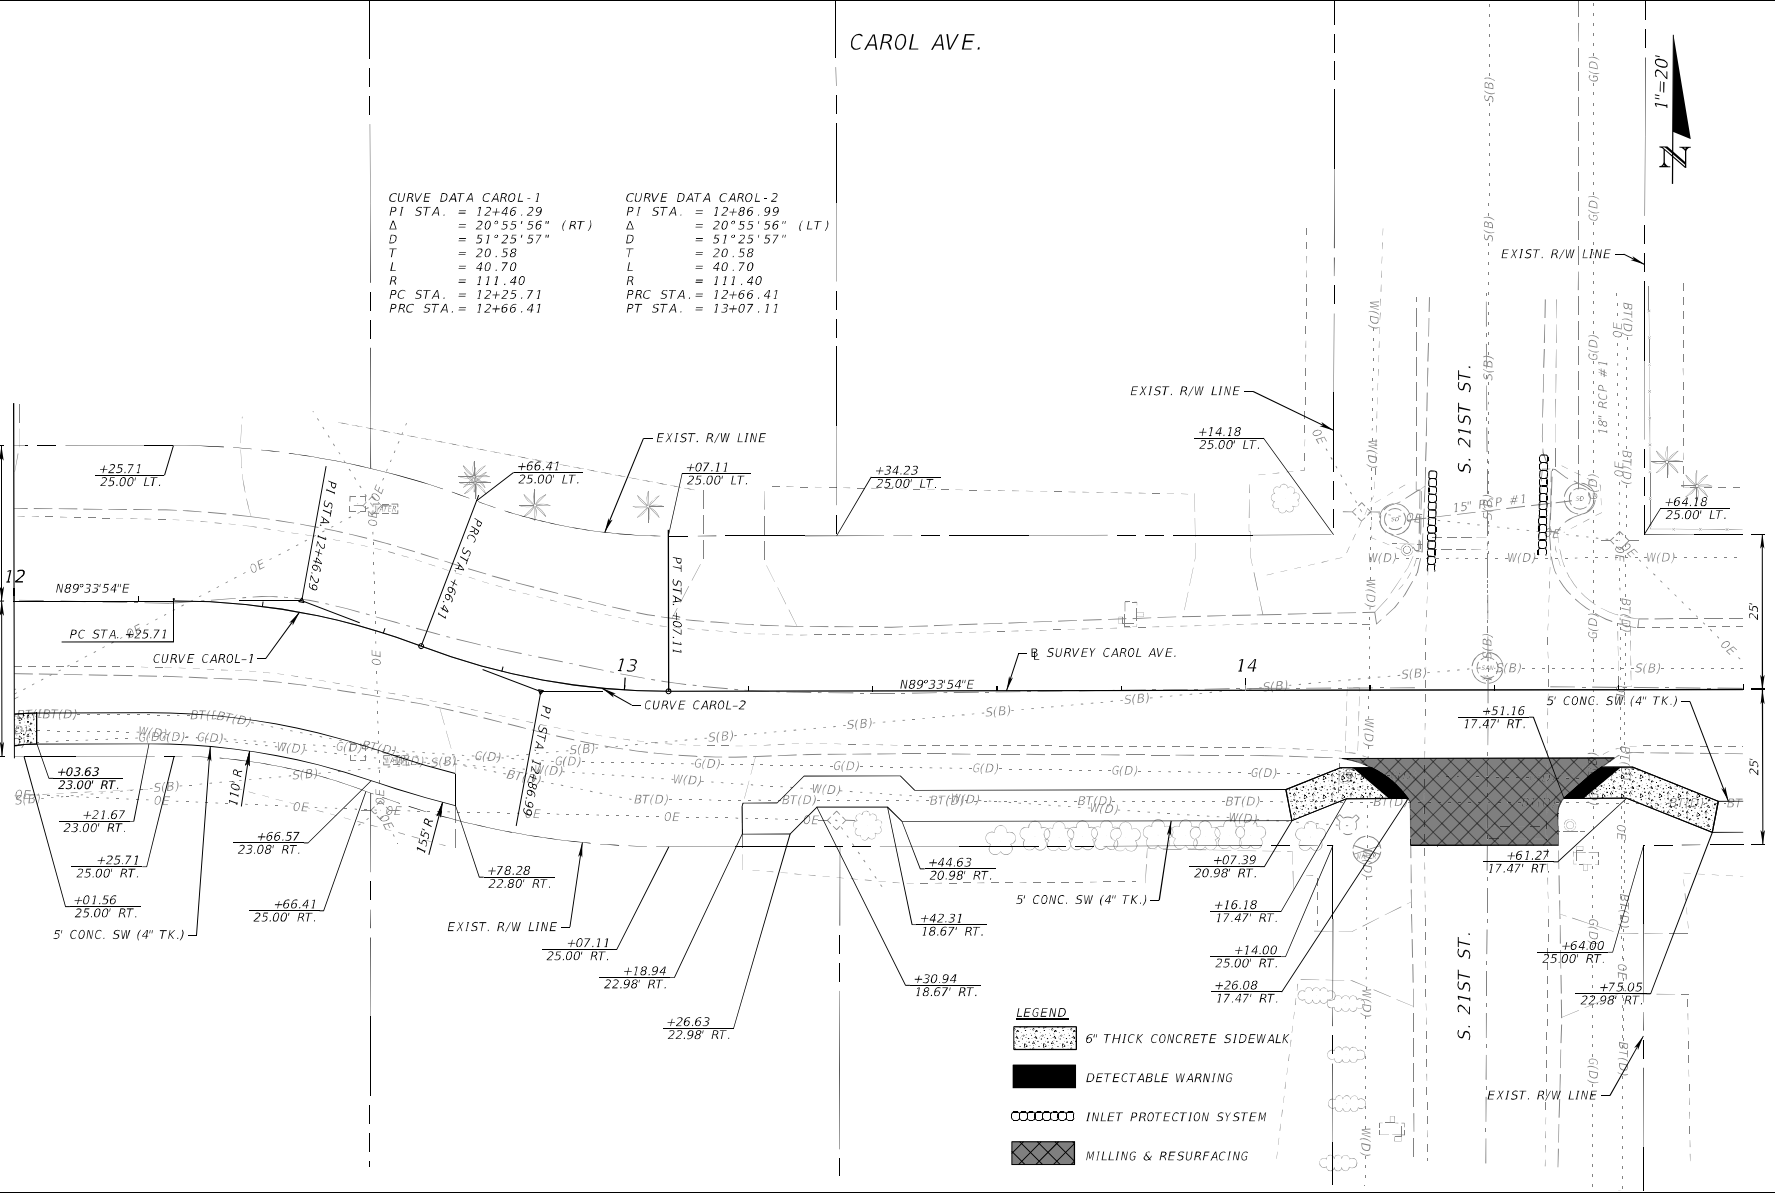 CAROL AVE.
1"=20'
N
CURVE DATA CAROL-1
PI STA. = 12+46.29
Δ = 20°55'56" (RT)
D = 51°25'57"
T = 20.58
L = 40.70
R = 111.40
PC STA. = 12+25.71
PRC STA. = 12+66.41
CURVE DATA CAROL-2
PI STA. = 12+86.99
Δ = 20°55'56" (LT)
D = 51°25'57"
T = 20.58
L = 40.70
R = 111.40
PRC STA. = 12+66.41
PT STA. = 13+07.11
EXIST. R/W LINE
EXIST. R/W LINE
EXIST. R/W LINE
+25.71
25.00' LT.
+66.41
25.00' LT.
+07.11
25.00' LT.
+34.23
25.00' LT.
+14.18
25.00' LT.
+64.18
25.00' LT.
S. 21ST ST.
15" RCP #1
18" RCP #1
PI STA. 12+46.29
PRC STA. +66.41
PT STA. +07.11
PI STA. 12+86.99
12
N89°33'54"E
PC STA. +25.71
CURVE CAROL-1
13
CURVE CAROL-2
N89°33'54"E
℄ SURVEY CAROL AVE.
14
25'
25'
5' CONC. SW (4" TK.)
+51.16
17.47' RT.
110' R
155' R
+03.63
23.00' RT.
+21.67
23.00' RT.
+25.71
25.00' RT.
+01.56
25.00' RT.
5' CONC. SW (4" TK.)
+66.57
23.08' RT.
+66.41
25.00' RT.
+78.28
22.80' RT.
EXIST. R/W LINE
+07.11
25.00' RT.
+18.94
22.98' RT.
+26.63
22.98' RT.
+44.63
20.98' RT.
+42.31
18.67' RT.
+30.94
18.67' RT.
5' CONC. SW (4" TK.)
+07.39
20.98' RT.
+16.18
17.47' RT.
+14.00
25.00' RT.
+26.08
17.47' RT.
+61.27
17.47' RT.
+64.00
25.00' RT.
+75.05
22.98' RT.
S. 21ST ST.
EXIST. R/W LINE
LEGEND
6" THICK CONCRETE SIDEWALK
DETECTABLE WARNING
INLET PROTECTION SYSTEM
MILLING & RESURFACING
S(B)
G(D)
W(D)
BT(D)
OE
SD